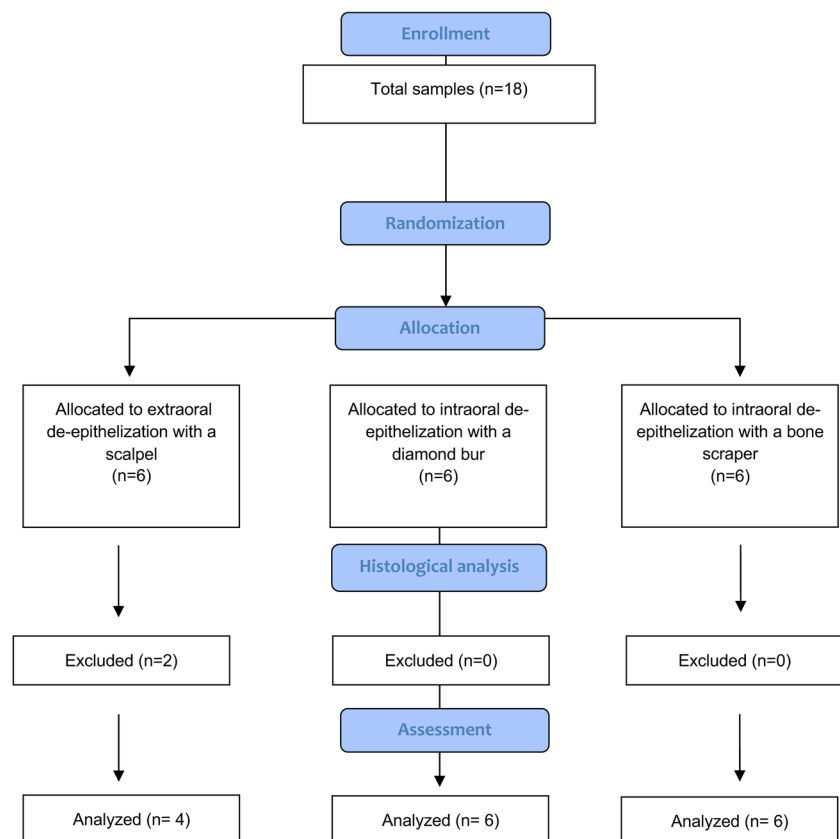 Enrollment
Total samples (n=18)
Randomization
Allocation
Allocated to extraoral
de-epithelization with a
scalpel
(n=6)
Allocated to intraoral de-
epithelization with a
diamond bur
(n=6)
Allocated to intraoral de-
epithelization with a bone
scraper
(n=6)
Histological analysis
Excluded (n=2)
Excluded (n=0)
Excluded (n=0)
Assessment
Analyzed (n= 4)
Analyzed (n= 6)
Analyzed (n= 6)